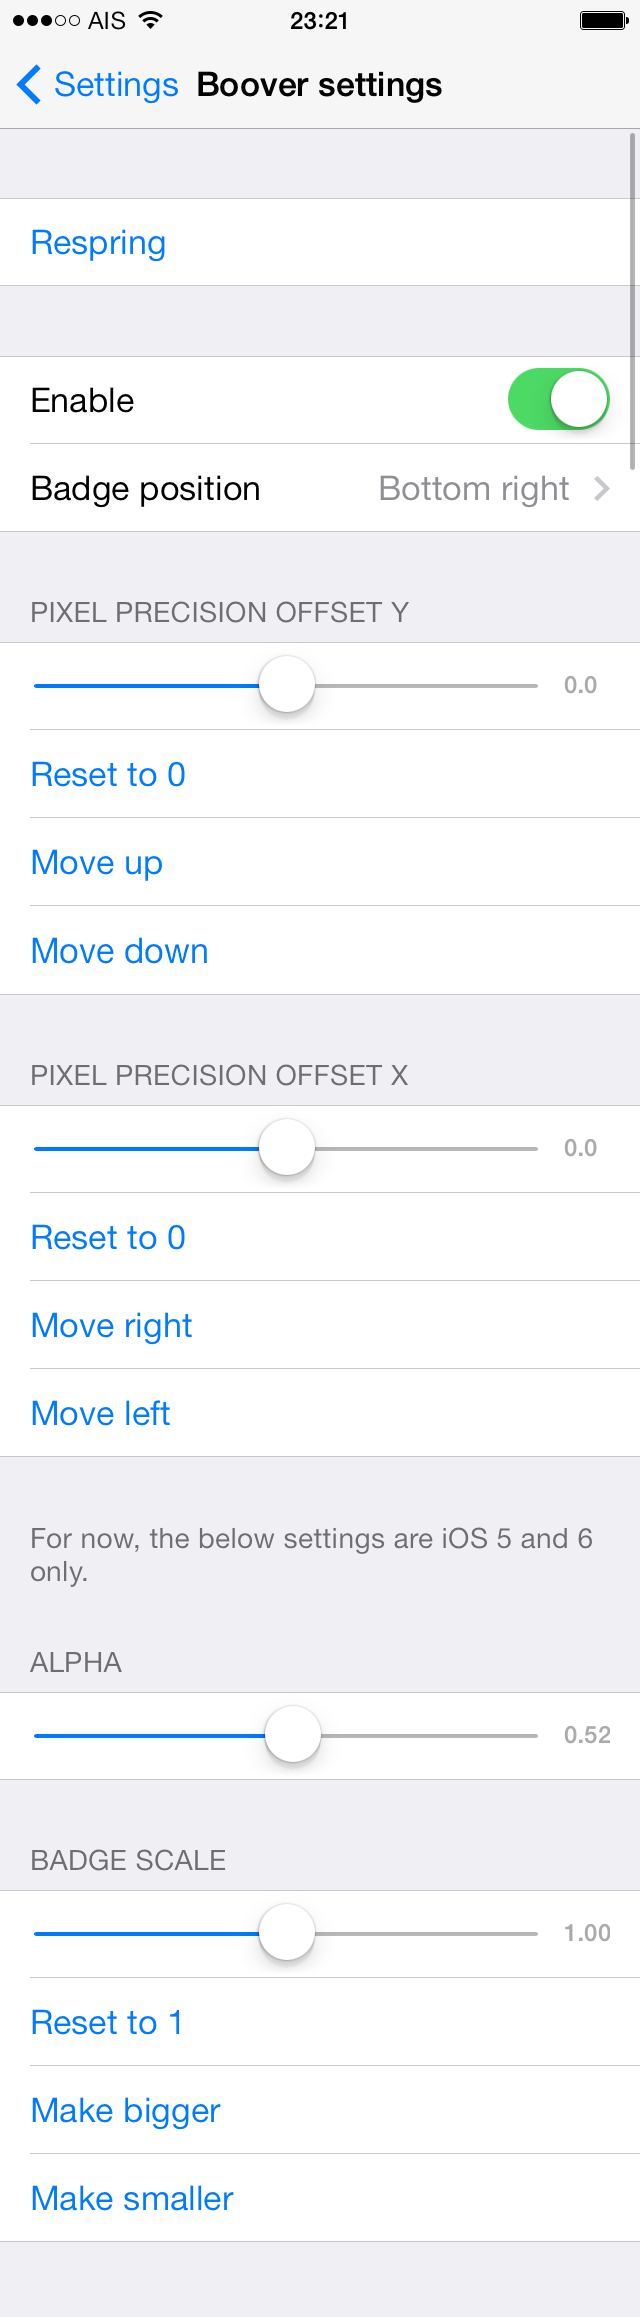 AIS 23:21
Settings Boover settings
Respring
Enable
Badge position Bottom right
PIXEL PRECISION OFFSET Y
0.0
Reset to 0
Move up
Move down
PIXEL PRECISION OFFSET X
0.0
Reset to 0
Move right
Move left
For now, the below settings are iOS 5 and 6
only.
ALPHA
0.52
BADGE SCALE
1.00
Reset to 1
Make bigger
Make smaller